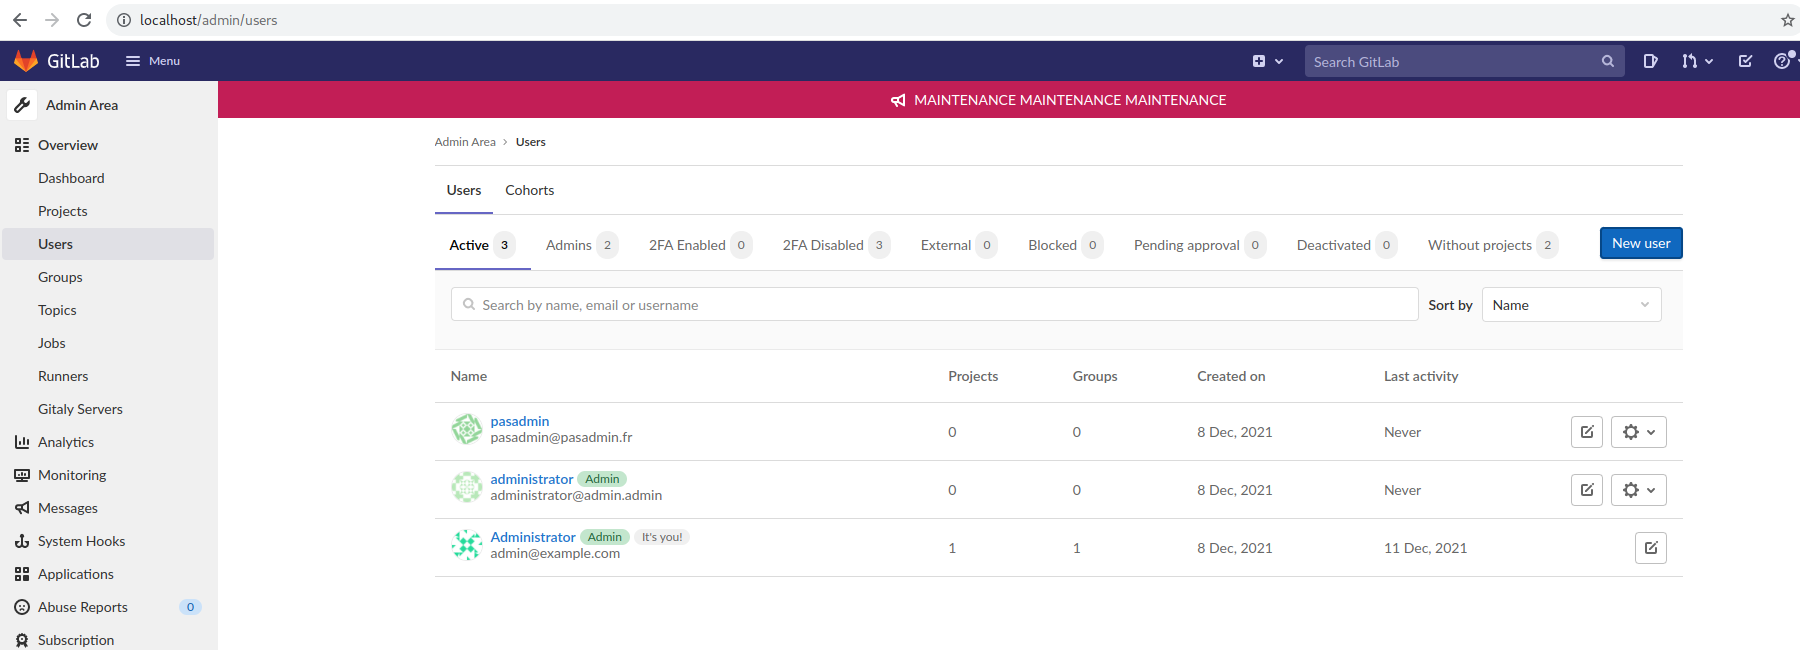 localhost/admin/users
GitLab Menu Search GitLab
Admin Area
MAINTENANCE MAINTENANCE MAINTENANCE
Overview
Dashboard
Projects
Users
Groups
Topics
Jobs
Runners
Gitaly Servers
Analytics
Monitoring
Messages
System Hooks
Applications
Abuse Reports 0
Subscription
Admin Area > Users
Users Cohorts
Active 3 Admins 2 2FA Enabled 0 2FA Disabled 3 External 0 Blocked 0 Pending approval 0 Deactivated 0 Without projects 2 New user
Search by name, email or username Sort by Name
Name Projects Groups Created on Last activity
pasadmin
pasadmin@pasadmin.fr 0 0 8 Dec, 2021 Never
administrator Admin
administrator@admin.admin 0 0 8 Dec, 2021 Never
Administrator Admin It's you!
admin@example.com 1 1 8 Dec, 2021 11 Dec, 2021